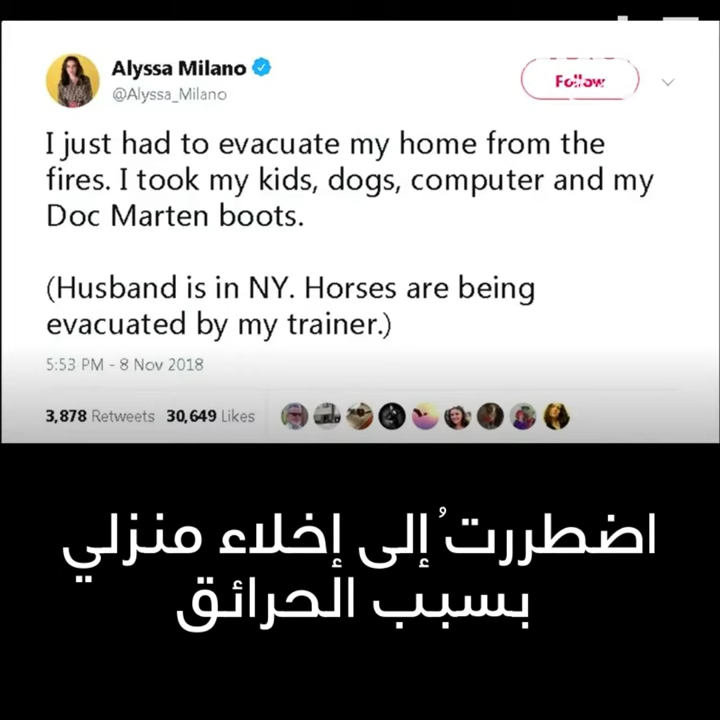 Alyssa Milano
@Alyssa_Milano
Follow
I just had to evacuate my home from the
fires. I took my kids, dogs, computer and my
Doc Marten boots.
(Husband is in NY. Horses are being
evacuated by my trainer.)
5:53 PM - 8 Nov 2018
3,878 Retweets 30,649 Likes
اضطررتُ إلى إخلاء منزلي
بسبب الحرائق